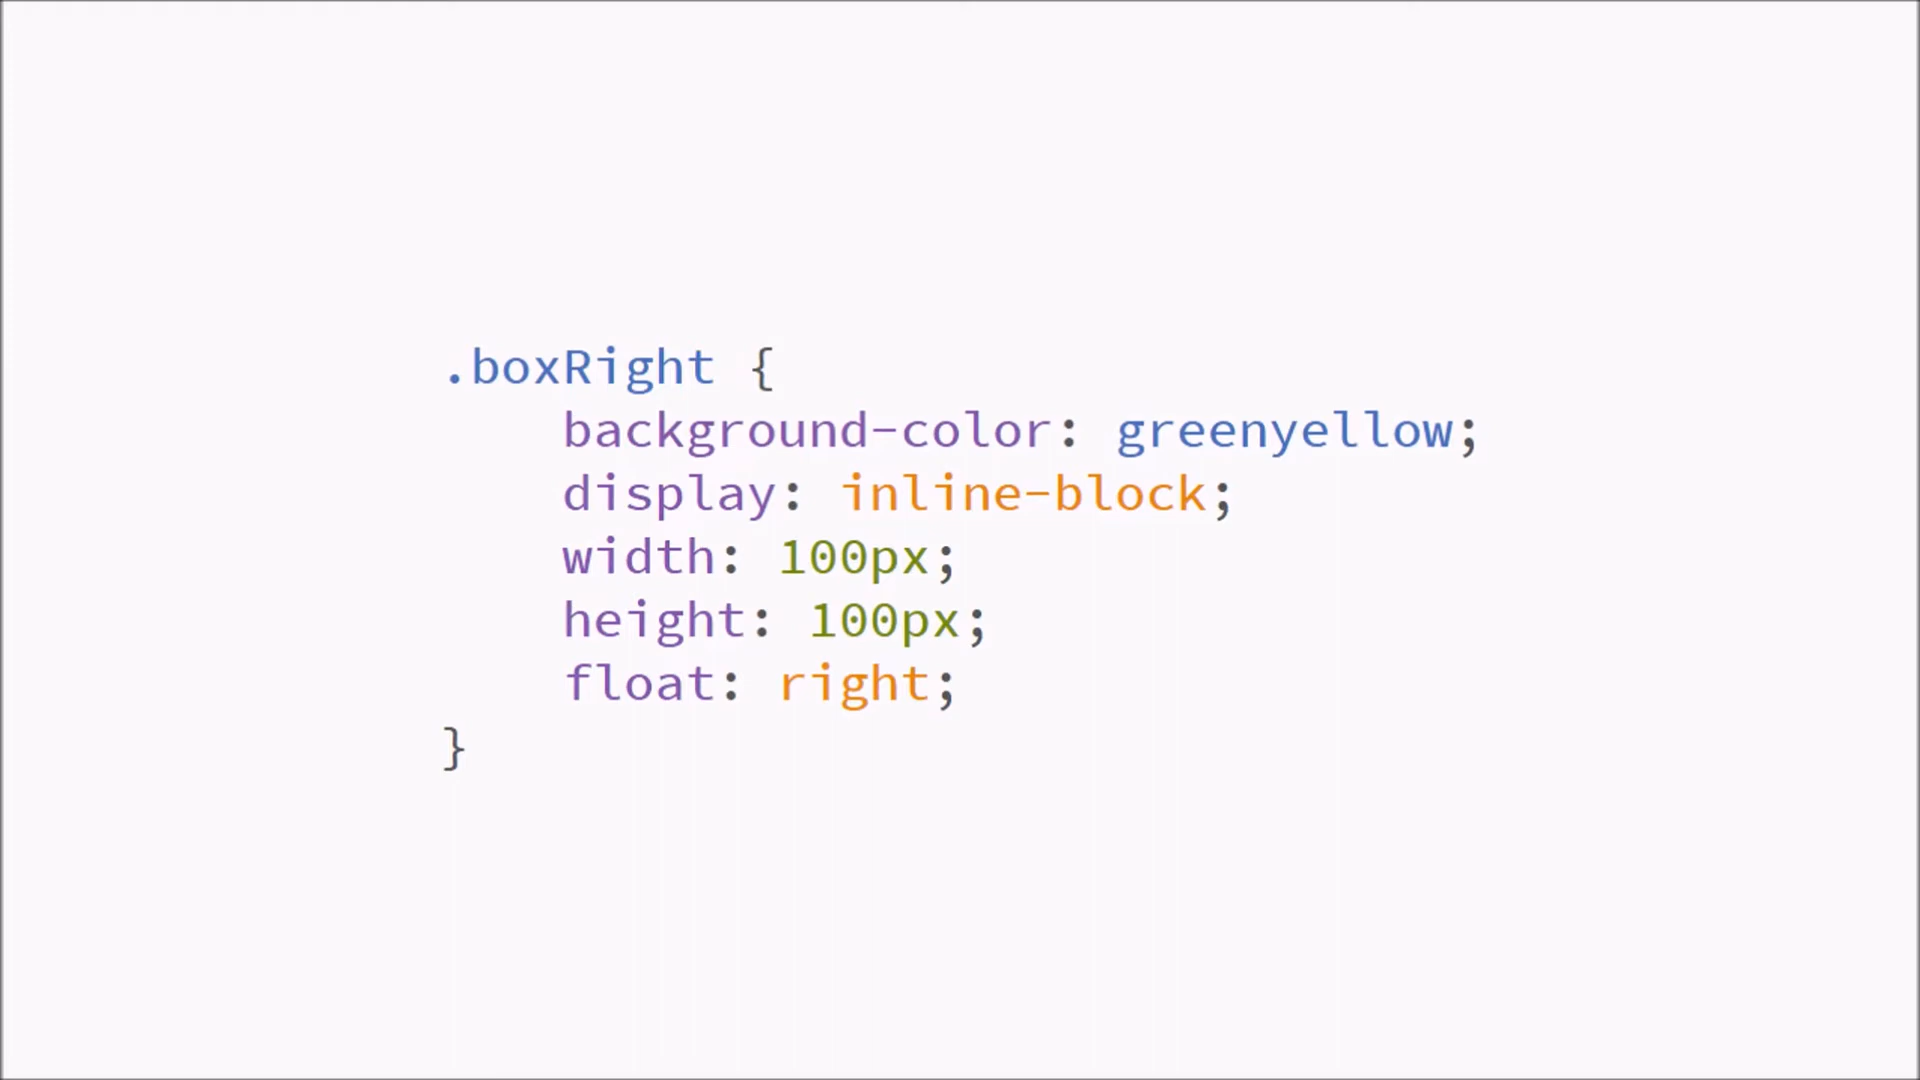 .boxRight {
    background-color: greenyellow;
    display: inline-block;
    width: 100px;
    height: 100px;
    float: right;
}